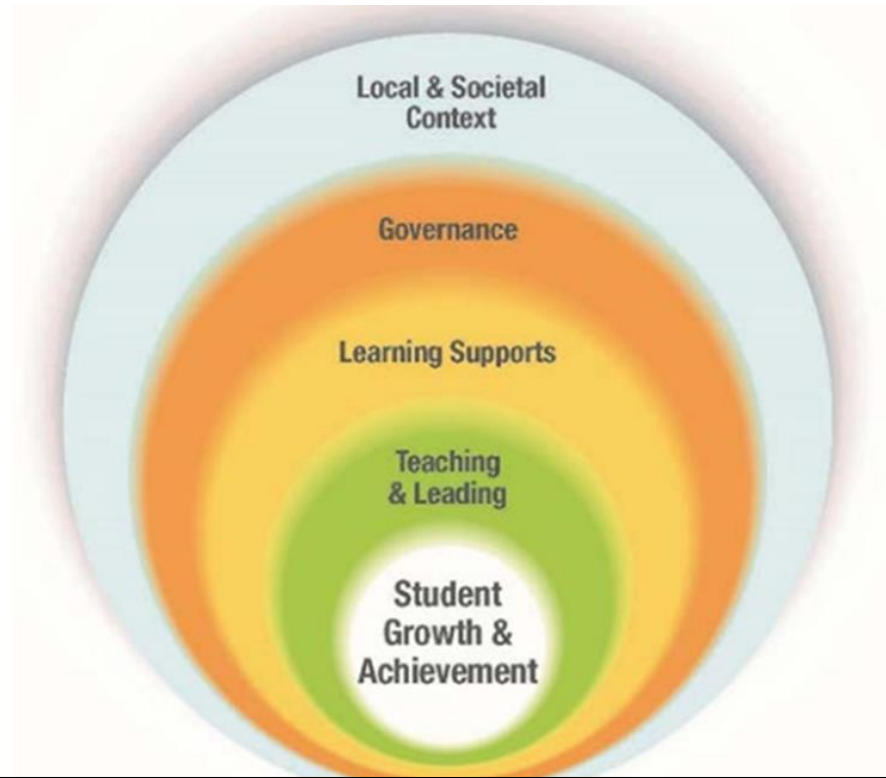 Local & Societal
Context
Governance
Learning Supports
Teaching
& Leading
Student
Growth &
Achievement